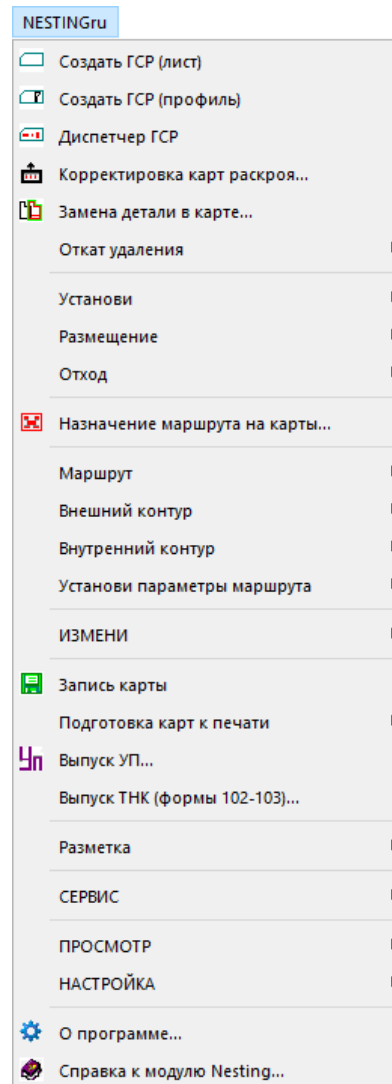 NESTINGru
Создать ГСР (лист)
Создать ГСР (профиль)
Диспетчер ГСР
Корректировка карт раскроя...
Замена детали в карте...
Откат удаления
Установи
Размещение
Отход
Назначение маршрута на карты...
Маршрут
Внешний контур
Внутренний контур
Установи параметры маршрута
ИЗМЕНИ
Запись карты
Подготовка карт к печати
Уп Выпуск УП...
Выпуск ТНК (формы 102-103)...
Разметка
СЕРВИС
ПРОСМОТР
НАСТРОЙКА
О программе...
Справка к модулю Nesting...